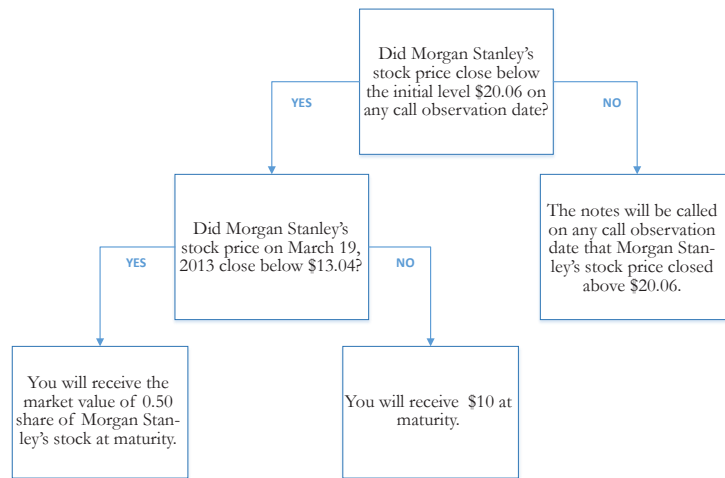 Did Morgan Stanley's
stock price close below
the initial level $20.06 on
any call observation date?
YES
NO
Did Morgan Stanley's
stock price on March 19,
2013 close below $13.04?
The notes will be called
on any call observation
date that Morgan Stan-
ley's stock price closed
above $20.06.
YES
NO
You will receive the
market value of 0.50
share of Morgan Stan-
ley's stock at maturity.
You will receive $10 at
maturity.